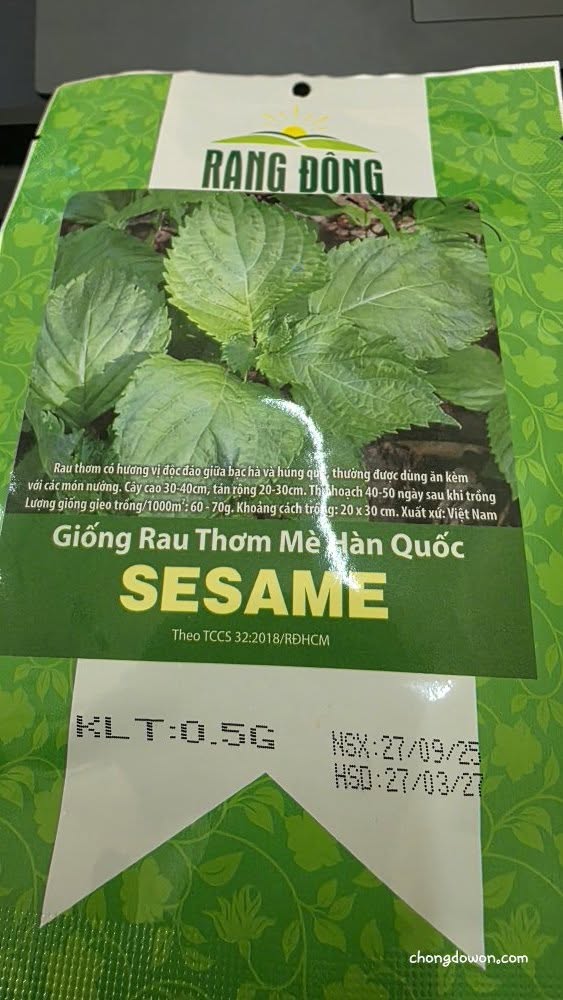 RẠNG ĐÔNG
Rau thơm có hương vị độc đáo giữa bạc hà và húng quế, thường được dùng ăn kèm
với các món nướng. Cây cao 30-40cm, tán rộng 20-30cm. Thu hoạch 40-50 ngày sau khi trồng
Lượng giống gieo trồng/1000m²: 60 - 70g. Khoảng cách trồng: 20 x 30 cm. Xuất xứ: Việt Nam
Giống Rau Thơm Mè Hàn Quốc
SESAME
Theo TCCS 32:2018/RĐHCM
KLT:0.5G
NSX:27/09/25
HSD:27/03/27
chongdowon.com